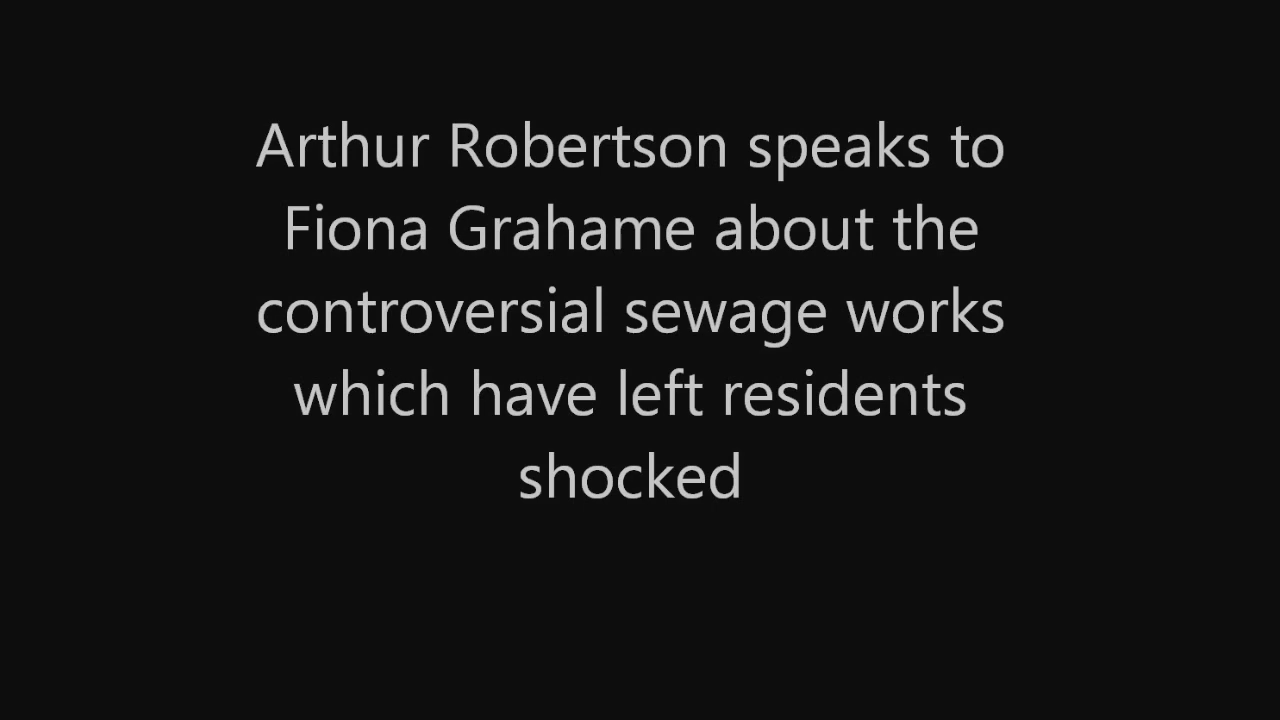 Arthur Robertson speaks to
Fiona Grahame about the
controversial sewage works
which have left residents
shocked